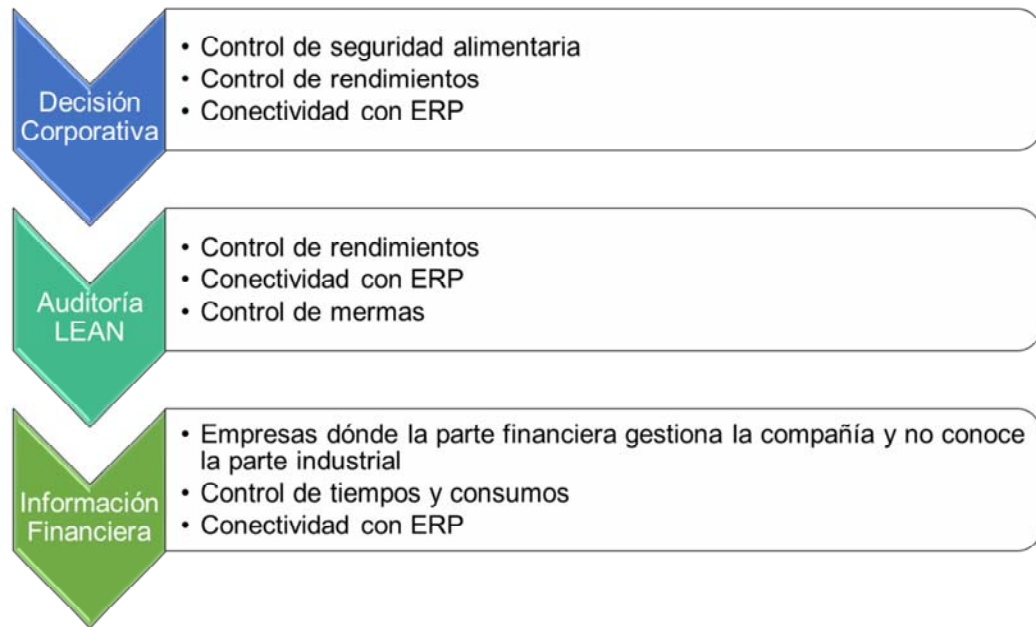 Decisión
Corporativa
• Control de seguridad alimentaria
• Control de rendimientos
• Conectividad con ERP
Auditoría
LEAN
• Control de rendimientos
• Conectividad con ERP
• Control de mermas
Información
Financiera
• Empresas dónde la parte financiera gestiona la compañía y no conoce
la parte industrial
• Control de tiempos y consumos
• Conectividad con ERP